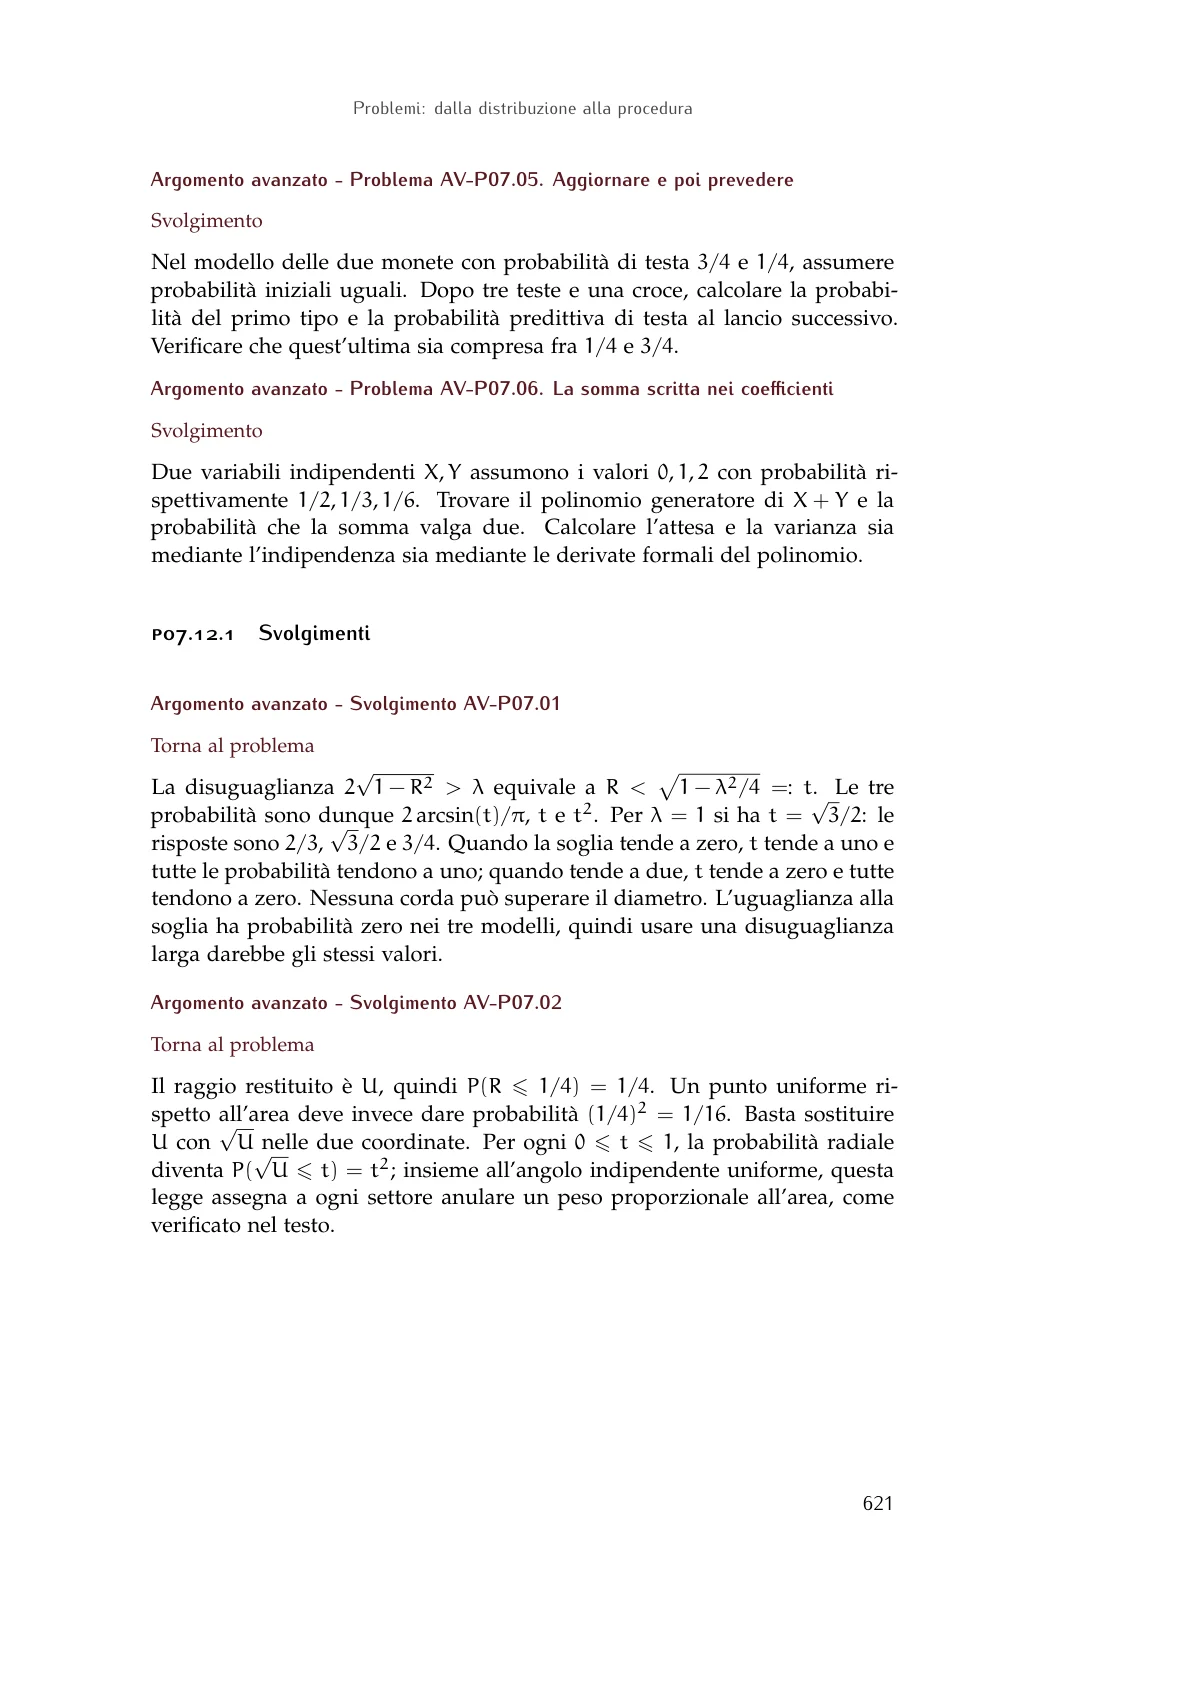 Problemi: dalla distribuzione alla procedura
Argomento avanzato - Problema AV-P07.05. Aggiornare e poi prevedere
Svolgimento
Nel modello delle due monete con probabilità di testa 3/4 e 1/4, assumere
probabilità iniziali uguali. Dopo tre teste e una croce, calcolare la probabi-
lità del primo tipo e la probabilità predittiva di testa al lancio successivo.
Verificare che quest'ultima sia compresa fra 1/4 e 3/4.
Argomento avanzato - Problema AV-P07.06. La somma scritta nei coefficienti
Svolgimento
Due variabili indipendenti X, Y assumono i valori 0, 1, 2 con probabilità ri-
spettivamente 1/2, 1/3, 1/6. Trovare il polinomio generatore di X + Y e la
probabilità che la somma valga due. Calcolare l'attesa e la varianza sia
mediante l'indipendenza sia mediante le derivate formali del polinomio.
P07.12.1 Svolgimenti
Argomento avanzato - Svolgimento AV-P07.01
Torna al problema
La disuguaglianza 2√(1 − R²) > λ equivale a R < √(1 − λ²/4) =: t. Le tre
probabilità sono dunque 2 arcsin(t)/π, t e t². Per λ = 1 si ha t = √3/2: le
risposte sono 2/3, √3/2 e 3/4. Quando la soglia tende a zero, t tende a uno e
tutte le probabilità tendono a uno; quando tende a due, t tende a zero e tutte
tendono a zero. Nessuna corda può superare il diametro. L'uguaglianza alla
soglia ha probabilità zero nei tre modelli, quindi usare una disuguaglianza
larga darebbe gli stessi valori.
Argomento avanzato - Svolgimento AV-P07.02
Torna al problema
Il raggio restituito è U, quindi P(R ⩽ 1/4) = 1/4. Un punto uniforme ri-
spetto all'area deve invece dare probabilità (1/4)² = 1/16. Basta sostituire
U con √U nelle due coordinate. Per ogni 0 ⩽ t ⩽ 1, la probabilità radiale
diventa P(√U ⩽ t) = t²; insieme all'angolo indipendente uniforme, questa
legge assegna a ogni settore anulare un peso proporzionale all'area, come
verificato nel testo.
621